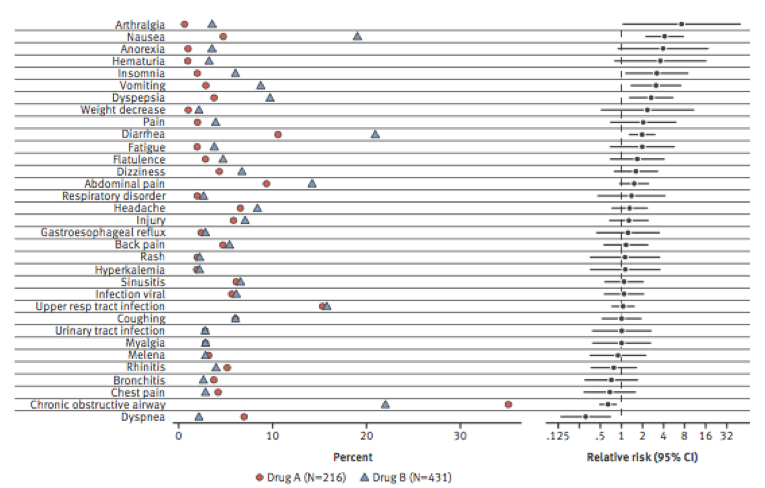 Arthralgia
Nausea
Anorexia
Hematuria
Insomnia
Vomiting
Dyspepsia
Weight decrease
Pain
Diarrhea
Fatigue
Flatulence
Dizziness
Abdominal pain
Respiratory disorder
Headache
Injury
Gastroesophageal reflux
Back pain
Rash
Hyperkalemia
Sinusitis
Infection viral
Upper resp tract infection
Coughing
Urinary tract infection
Myalgia
Melena
Rhinitis
Bronchitis
Chest pain
Chronic obstructive airway
Dyspnea
0 10 20 30 .125 .5 1 2 4 8 16 32
Percent Relative risk (95% CI)
Drug A (N=216) Drug B (N=431)